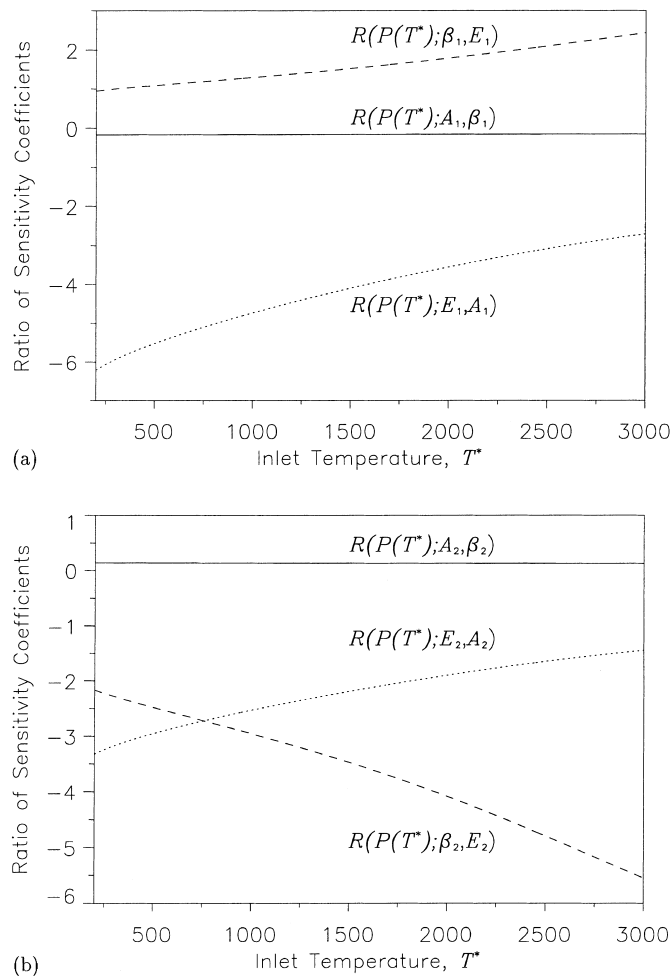 2
0
−2
−4
−6
Ratio of Sensitivity Coefficients
R(P(T*);β₁,E₁)
R(P(T*);A₁,β₁)
R(P(T*);E₁,A₁)
500 1000 1500 2000 2500 3000
(a) Inlet Temperature, T*
1
0
−1
−2
−3
−4
−5
−6
Ratio of Sensitivity Coefficients
R(P(T*);A₂,β₂)
R(P(T*);E₂,A₂)
R(P(T*);β₂,E₂)
500 1000 1500 2000 2500 3000
(b) Inlet Temperature, T*